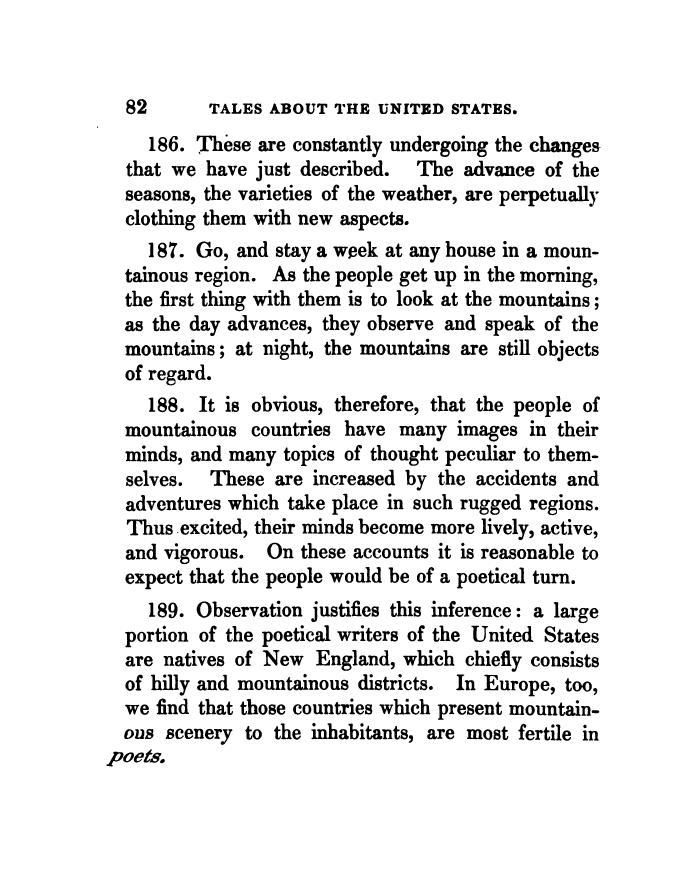 82 TALES ABOUT THE UNITED STATES.
186. These are constantly undergoing the changes
that we have just described. The advance of the
seasons, the varieties of the weather, are perpetually
clothing them with new aspects.
187. Go, and stay a week at any house in a moun-
tainous region. As the people get up in the morning,
the first thing with them is to look at the mountains;
as the day advances, they observe and speak of the
mountains; at night, the mountains are still objects
of regard.
188. It is obvious, therefore, that the people of
mountainous countries have many images in their
minds, and many topics of thought peculiar to them-
selves. These are increased by the accidents and
adventures which take place in such rugged regions.
Thus excited, their minds become more lively, active,
and vigorous. On these accounts it is reasonable to
expect that the people would be of a poetical turn.
189. Observation justifies this inference: a large
portion of the poetical writers of the United States
are natives of New England, which chiefly consists
of hilly and mountainous districts. In Europe, too,
we find that those countries which present mountain-
ous scenery to the inhabitants, are most fertile in
poets.